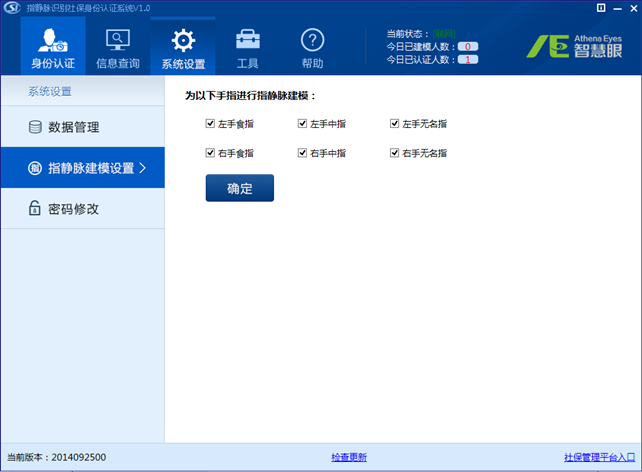 指静脉识别社保身份认证系统V1.0
身份认证
信息查询
系统设置
工具
帮助
当前状态：[联网]
今日已建模人数： 0
今日已认证人数： 1
Athena Eyes
智慧眼
系统设置
数据管理
指静脉建模设置
密码修改
为以下手指进行指静脉建模：
左手食指 左手中指 左手无名指
右手食指 右手中指 右手无名指
确定
当前版本：2014092500
检查更新
社保管理平台入口